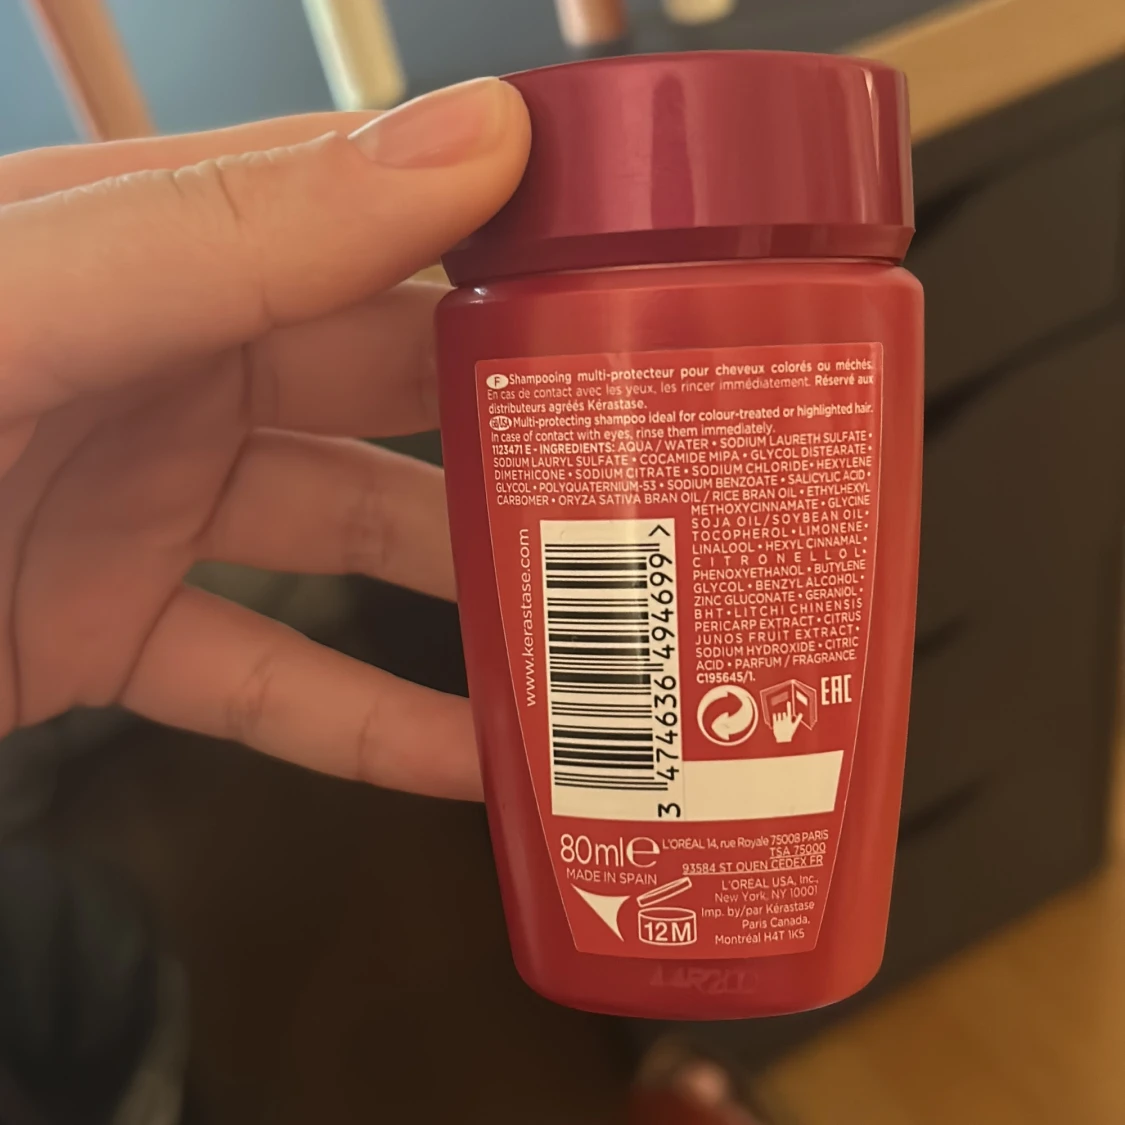 F Shampooing multi-protecteur pour cheveux colorés ou méchés.
En cas de contact avec les yeux, les rincer immédiatement. Réservé aux
distributeurs agréés Kérastase.
Multi-protecting shampoo ideal for colour-treated or highlighted hair.
In case of contact with eyes, rinse them immediately.
1123471 E - INGREDIENTS: AQUA / WATER • SODIUM LAURETH SULFATE •
SODIUM LAURYL SULFATE • COCAMIDE MIPA • GLYCOL DISTEARATE •
DIMETHICONE • SODIUM CITRATE • SODIUM CHLORIDE • HEXYLENE
GLYCOL • POLYQUATERNIUM-53 • SODIUM BENZOATE • SALICYLIC ACID •
CARBOMER • ORYZA SATIVA BRAN OIL / RICE BRAN OIL • ETHYLHEXYL
METHOXYCINNAMATE • GLYCINE
SOJA OIL / SOYBEAN OIL •
TOCOPHEROL • LIMONENE •
LINALOOL • HEXYL CINNAMAL •
CITRONELLOL •
PHENOXYETHANOL • BUTYLENE
GLYCOL • BENZYL ALCOHOL •
ZINC GLUCONATE • GERANIOL •
BHT • LITCHI CHINENSIS
PERICARP EXTRACT • CITRUS
JUNOS FRUIT EXTRACT •
SODIUM HYDROXIDE • CITRIC
ACID • PARFUM / FRAGRANCE.
C195645/1.
www.kerastase.com
3 474636 494699 >
EAC
80 ml e
MADE IN SPAIN
L'ORÉAL 14, rue Royale 75008 PARIS
TSA 75000
93584 ST OUEN CEDEX FR
L'ORÉAL USA, Inc.,
New York, NY 10001
Imp. by/par Kérastase
Paris Canada,
Montréal H4T 1K5
12M